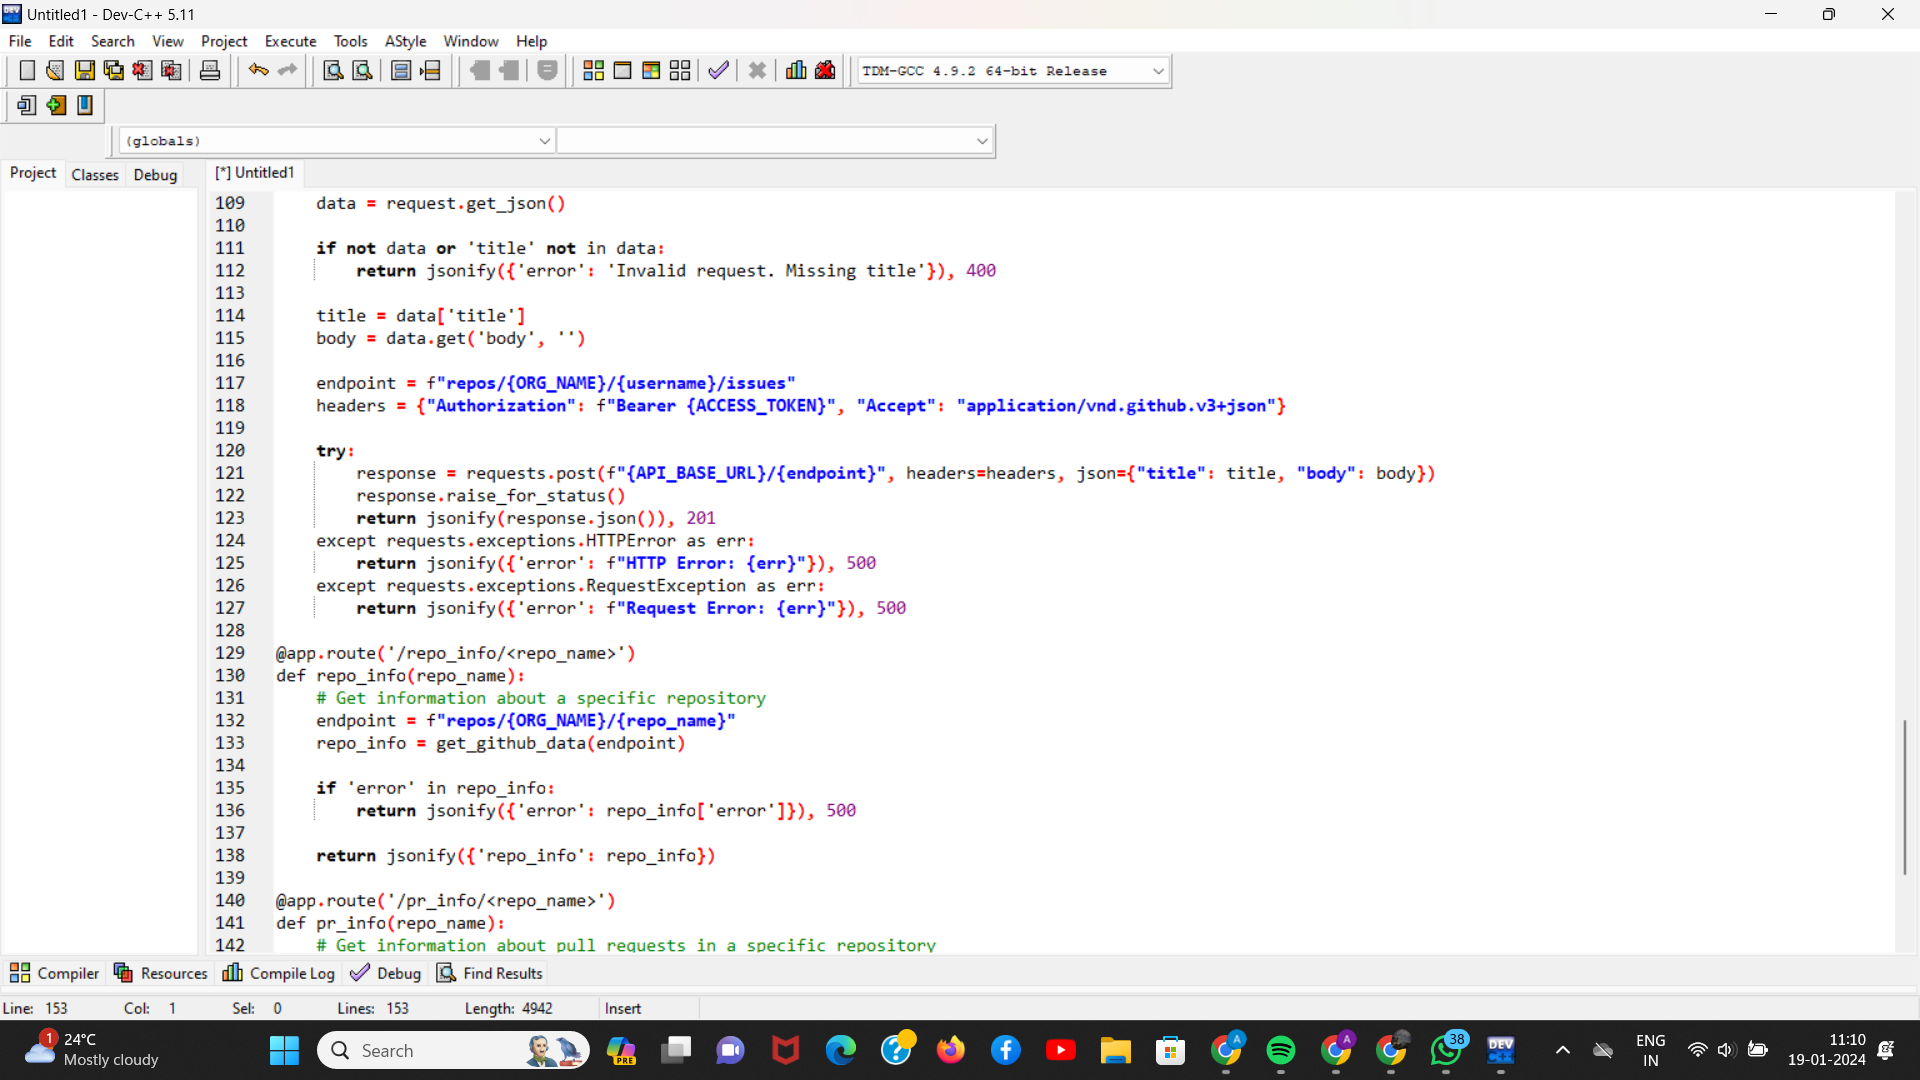 Untitled1 - Dev-C++ 5.11
File Edit Search View Project Execute Tools AStyle Window Help
TDM-GCC 4.9.2 64-bit Release
(globals)
Project Classes Debug [*] Untitled1
109 data = request.get_json()
110
111 if not data or 'title' not in data:
112 return jsonify({'error': 'Invalid request. Missing title'}), 400
113
114 title = data['title']
115 body = data.get('body', '')
116
117 endpoint = f"repos/{ORG_NAME}/{username}/issues"
118 headers = {"Authorization": f"Bearer {ACCESS_TOKEN}", "Accept": "application/vnd.github.v3+json"}
119
120 try:
121 response = requests.post(f"{API_BASE_URL}/{endpoint}", headers=headers, json={"title": title, "body": body})
122 response.raise_for_status()
123 return jsonify(response.json()), 201
124 except requests.exceptions.HTTPError as err:
125 return jsonify({'error': f"HTTP Error: {err}"}), 500
126 except requests.exceptions.RequestException as err:
127 return jsonify({'error': f"Request Error: {err}"}), 500
128
129 @app.route('/repo_info/<repo_name>')
130 def repo_info(repo_name):
131 # Get information about a specific repository
132 endpoint = f"repos/{ORG_NAME}/{repo_name}"
133 repo_info = get_github_data(endpoint)
134
135 if 'error' in repo_info:
136 return jsonify({'error': repo_info['error']}), 500
137
138 return jsonify({'repo_info': repo_info})
139
140 @app.route('/pr_info/<repo_name>')
141 def pr_info(repo_name):
142 # Get information about pull requests in a specific repository
Compiler Resources Compile Log Debug Find Results
Line: 153 Col: 1 Sel: 0 Lines: 153 Length: 4942 Insert
1 24°C
Mostly cloudy
Search
PRE
A
A
38
DEV
C++
ENG
IN
11:10
19-01-2024